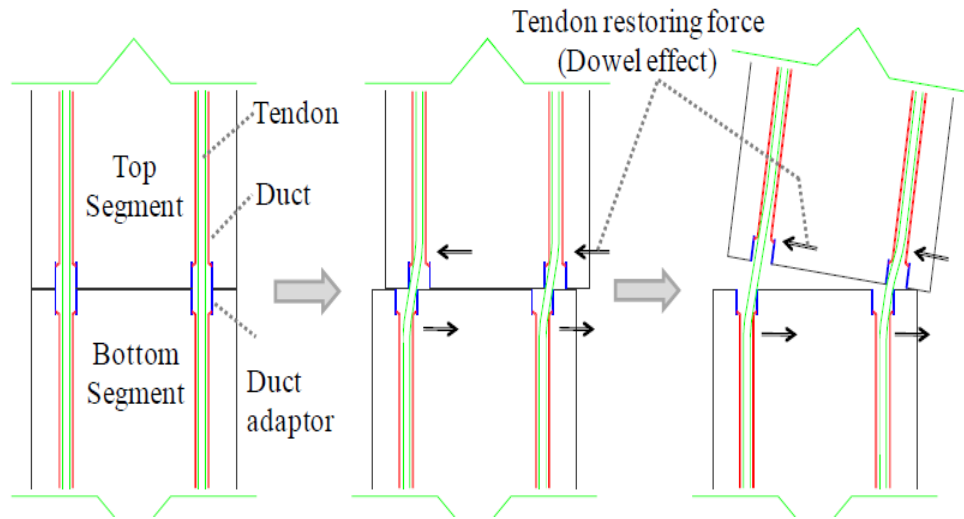 Tendon restoring force
(Dowel effect)
Tendon
Top
Segment
Duct
Bottom
Segment
Duct
adaptor